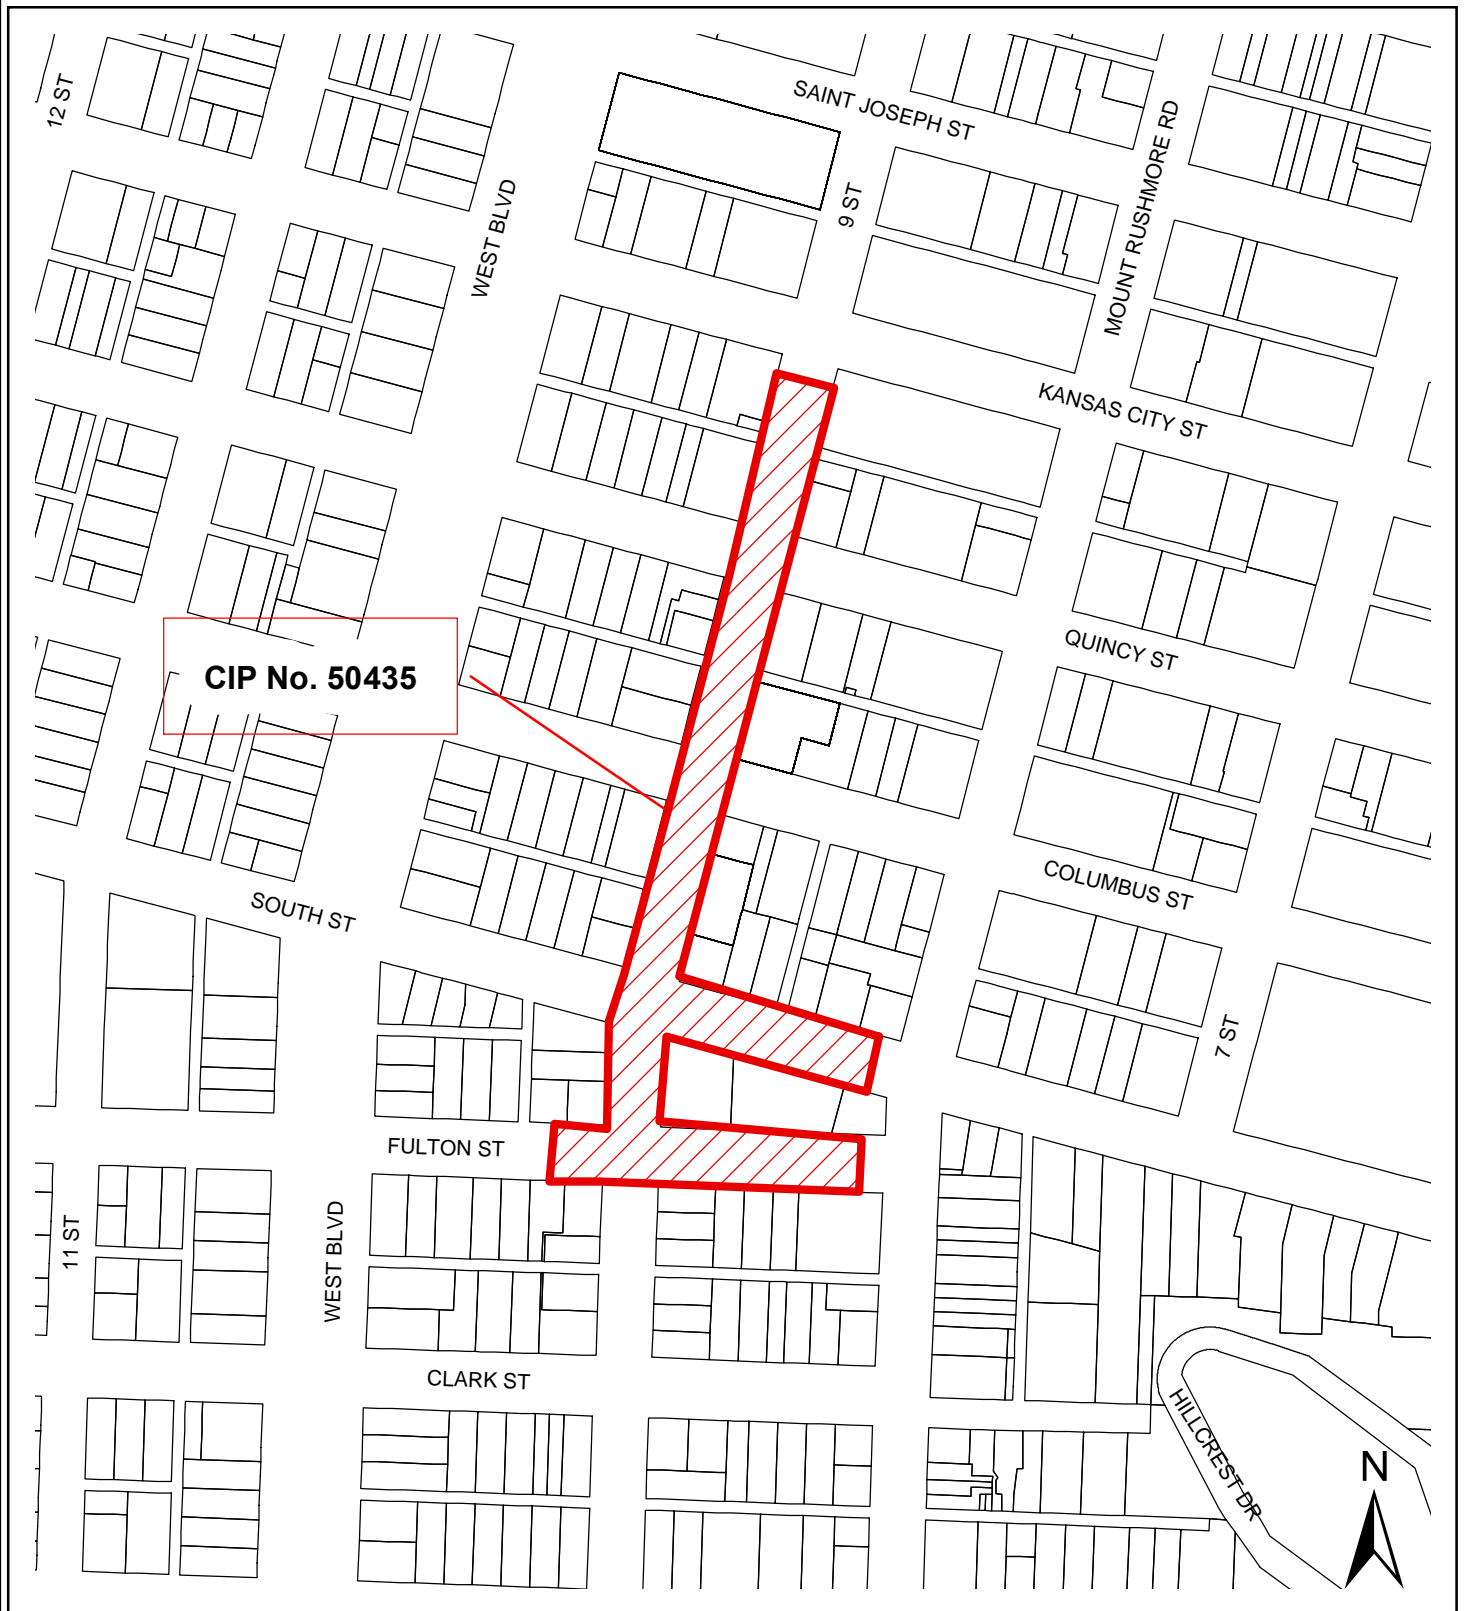 SAINT JOSEPH ST
12 ST
MOUNT RUSHMORE RD
WEST BLVD
9 ST
KANSAS CITY ST
QUINCY ST
CIP No. 50435
COLUMBUS ST
SOUTH ST
7 ST
FULTON ST
11 ST
WEST BLVD
CLARK ST
HILLCREST DR
N